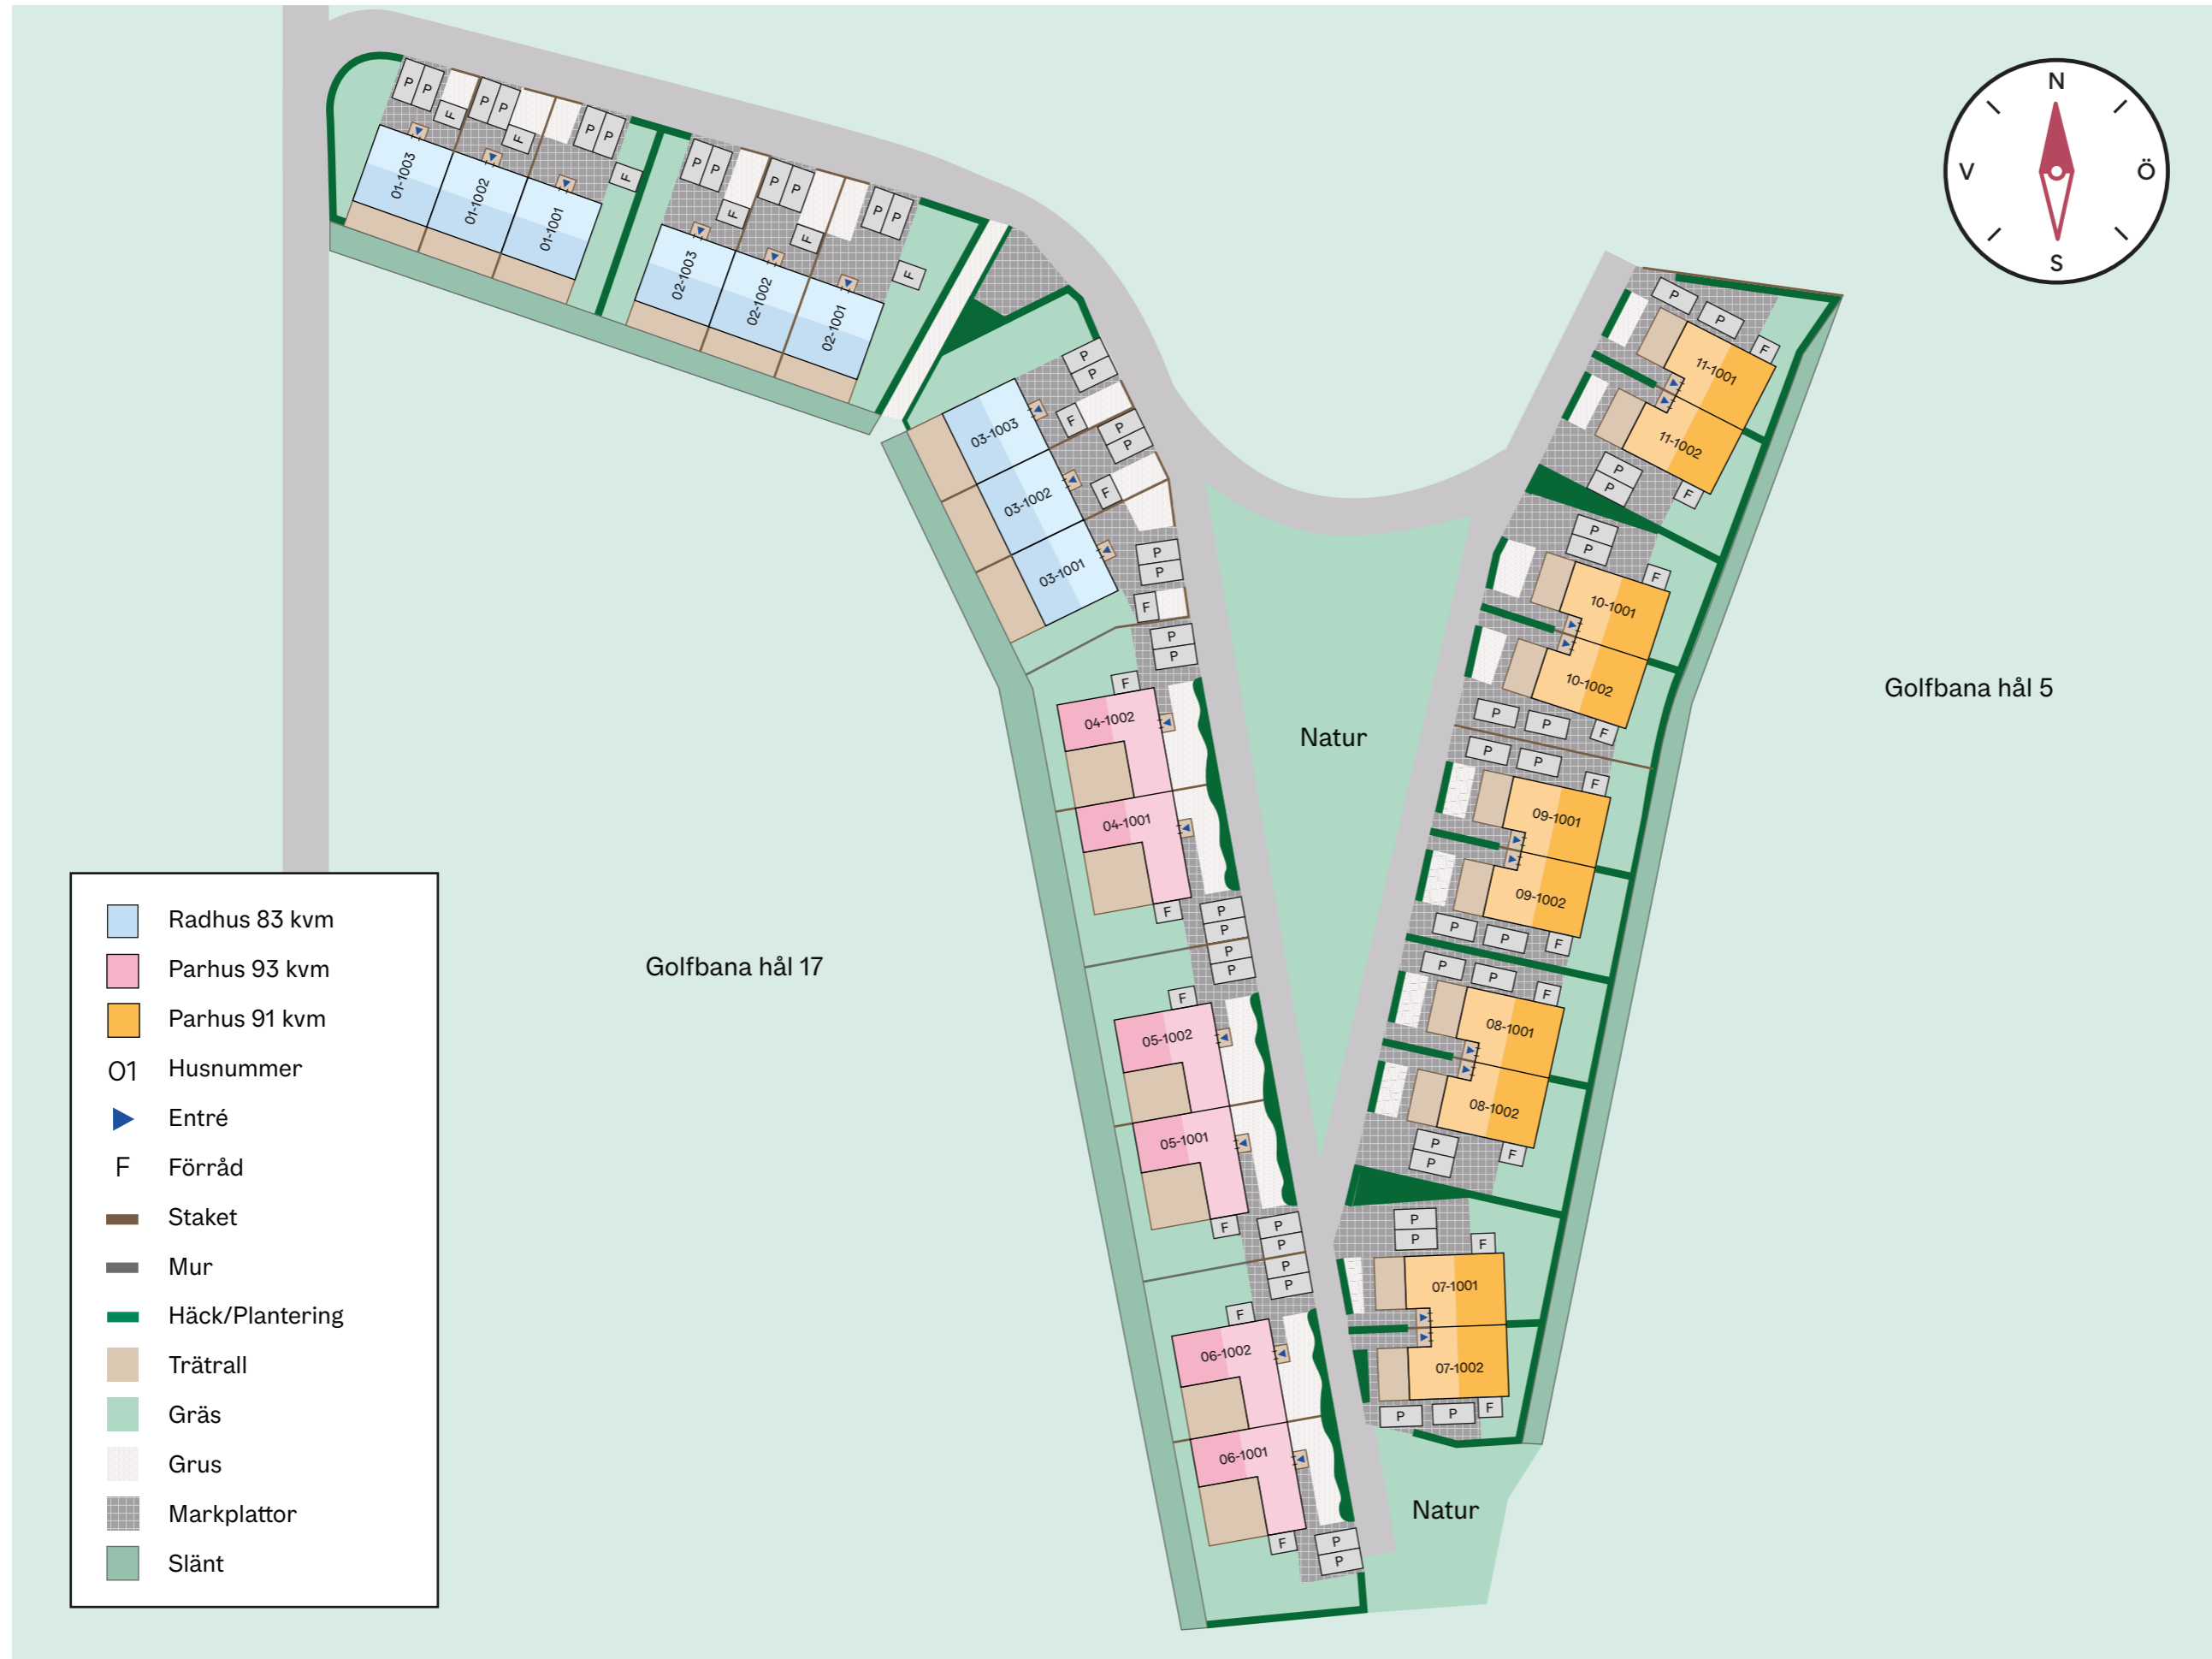 N
V
Ö
S
P P
F
P P
F
P P
F
01-1003
01-1002
01-1001
P P
F
P P
F
P P
F
02-1003
02-1002
02-1001
P
P
F
P
P
F
P
P
F
03-1003
03-1002
03-1001
P
P
F
04-1002
04-1001
F
P
P
P
P
F
05-1002
05-1001
F
P
P
P
P
F
06-1002
06-1001
F
P
P
P
P
F
11-1001
11-1002
P
P
F
P
P
F
10-1001
10-1002
P
P
F
P
P
F
09-1001
09-1002
P
P
F
P
P
F
08-1001
08-1002
P
P
F
P
P
F
07-1001
07-1002
P
P
F
Natur
Natur
Golfbana hål 5
Golfbana hål 17
Radhus 83 kvm
Parhus 93 kvm
Parhus 91 kvm
01 Husnummer
Entré
F Förråd
Staket
Mur
Häck/Plantering
Trätrall
Gräs
Grus
Markplattor
Slänt